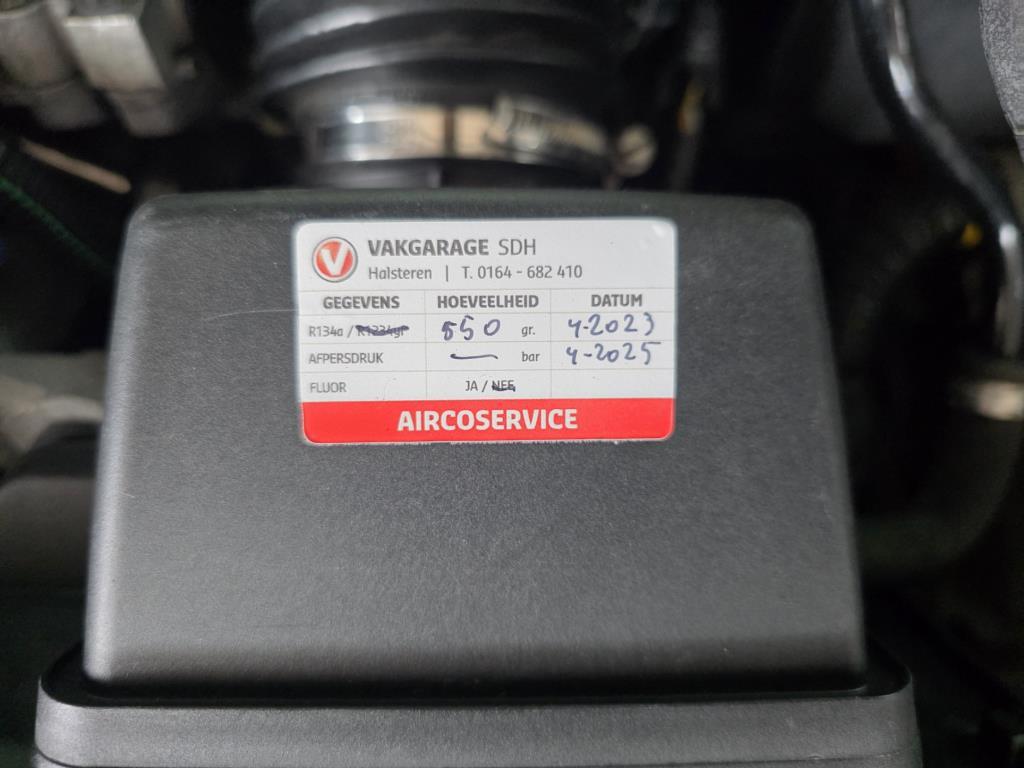 V VAKGARAGE SDH
Halsteren | T. 0164 - 682 410
GEGEVENS HOEVEELHEID DATUM
R134a / R1234yf 550 gr. 4-2023
AFPERSDRUK — bar 4-2025
FLUOR JA / NEE
AIRCOSERVICE